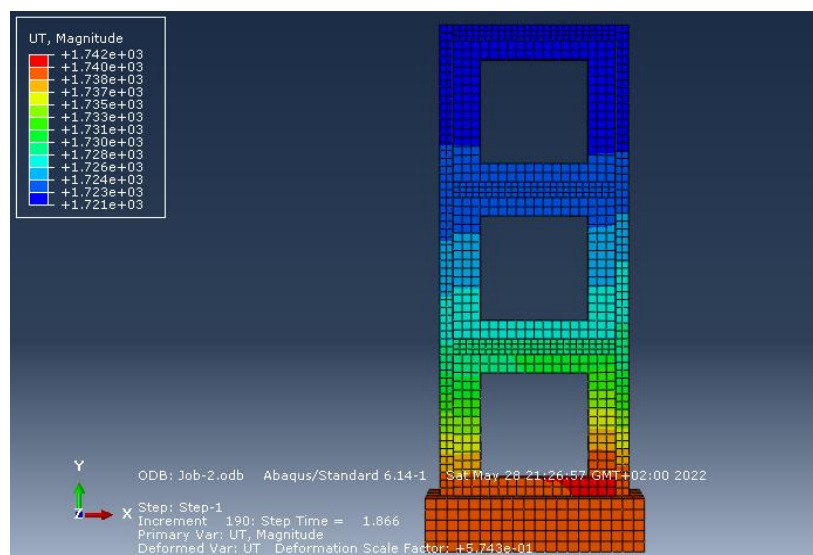 UT, Magnitude
+1.742e+03
+1.740e+03
+1.738e+03
+1.737e+03
+1.735e+03
+1.733e+03
+1.731e+03
+1.730e+03
+1.728e+03
+1.726e+03
+1.724e+03
+1.723e+03
+1.721e+03
Y
Z X
ODB: Job-2.odb Abaqus/Standard 6.14-1 Sat May 28 21:26:57 GMT+02:00 2022
Step: Step-1
Increment 190: Step Time = 1.866
Primary Var: UT, Magnitude
Deformed Var: UT Deformation Scale Factor: +5.743e-01